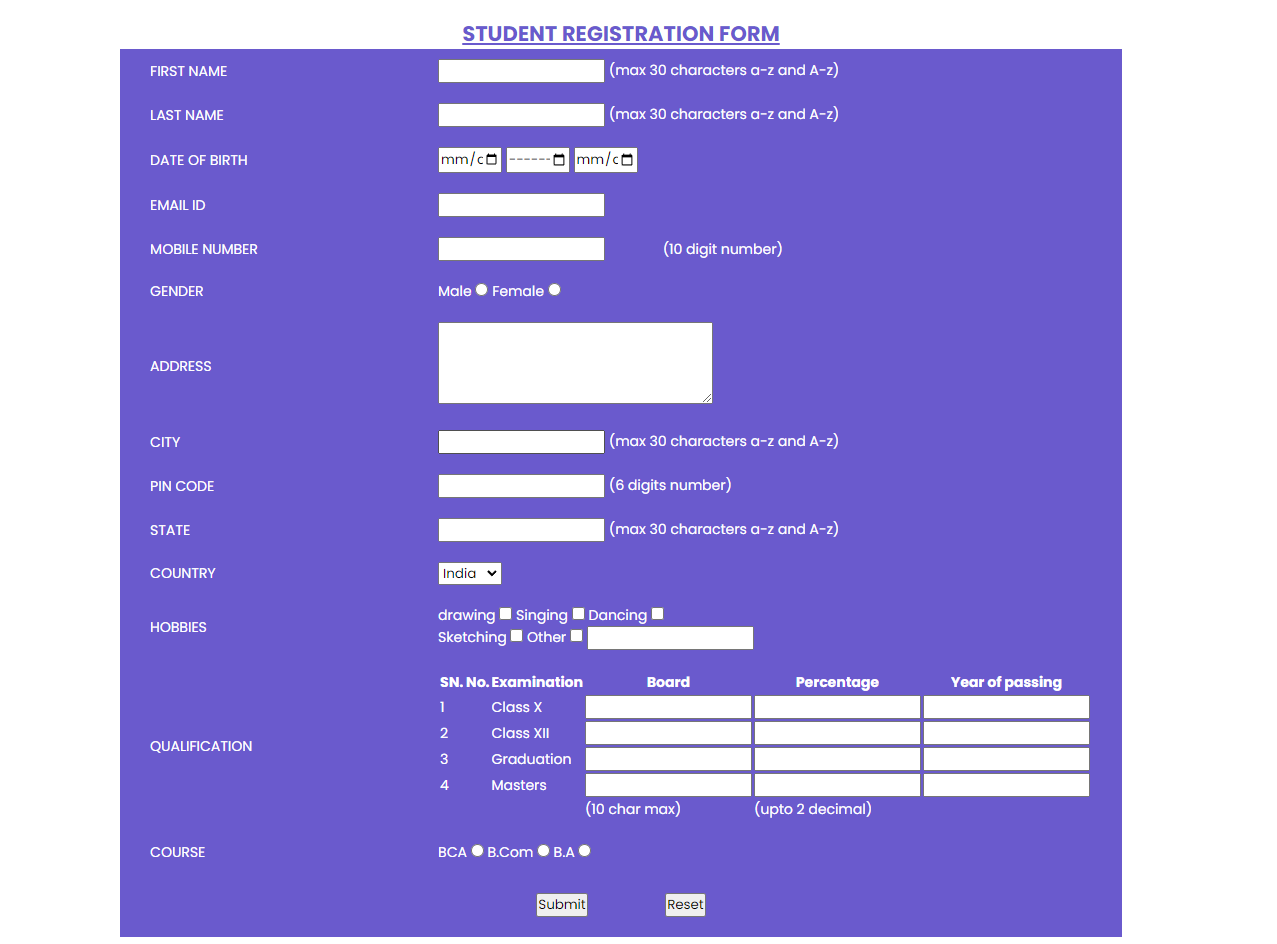 STUDENT REGISTRATION FORM
FIRST NAME (max 30 characters a-z and A-z)
LAST NAME (max 30 characters a-z and A-z)
DATE OF BIRTH mm/d ------ mm/d
EMAIL ID
MOBILE NUMBER (10 digit number)
GENDER Male Female
ADDRESS
CITY (max 30 characters a-z and A-z)
PIN CODE (6 digits number)
STATE (max 30 characters a-z and A-z)
COUNTRY India
HOBBIES
drawing Singing Dancing
Sketching Other
QUALIFICATION
SN. No. Examination Board Percentage Year of passing
1 Class X
2 Class XII
3 Graduation
4 Masters
(10 char max) (upto 2 decimal)
COURSE BCA B.Com B.A
Submit Reset